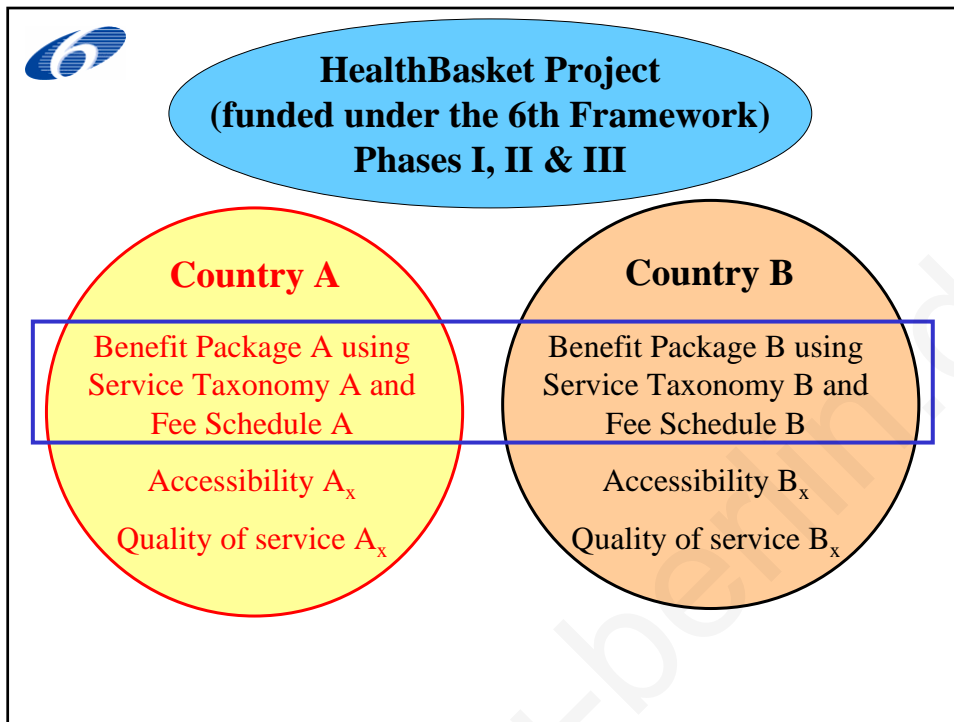 6
HealthBasket Project
(funded under the 6th Framework)
Phases I, II & III
Country A
Benefit Package A using
Service Taxonomy A and
Fee Schedule A
Accessibility Aₓ
Quality of service Aₓ
Country B
Benefit Package B using
Service Taxonomy B and
Fee Schedule B
Accessibility Bₓ
Quality of service Bₓ